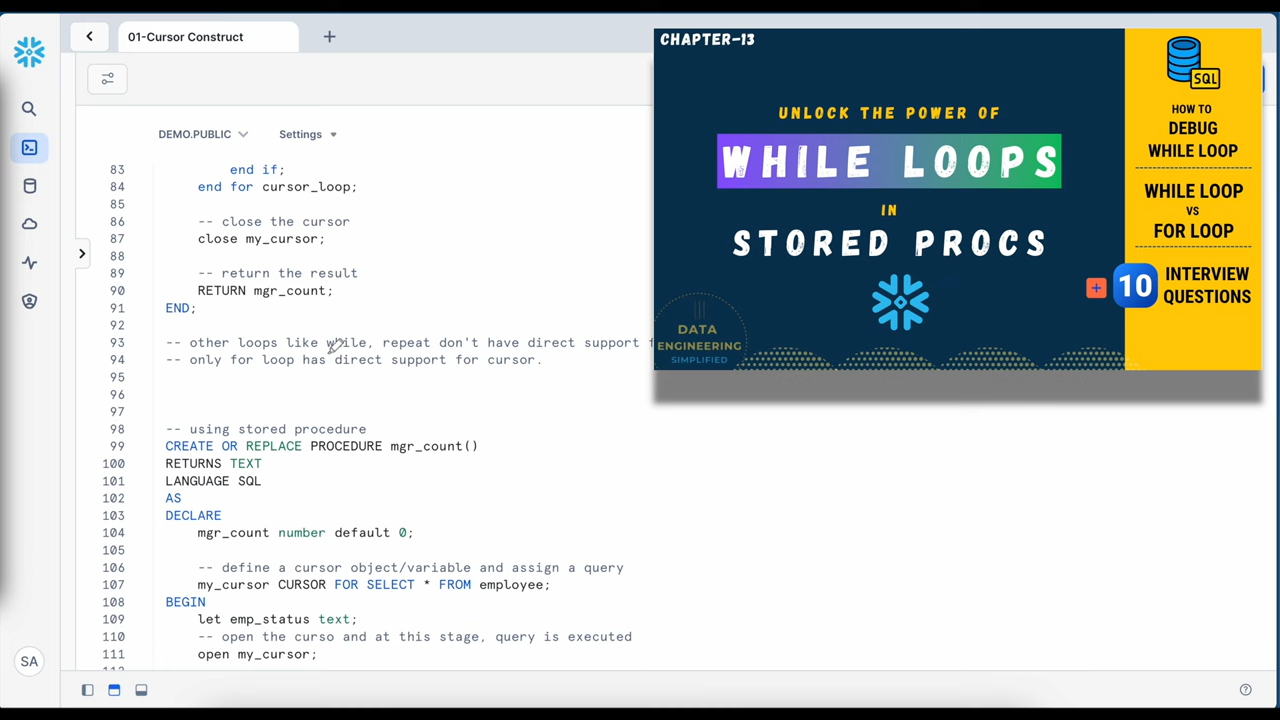 01-Cursor Construct
DEMO.PUBLIC
Settings
83 end if;
84 end for cursor_loop;
85
86 -- close the cursor
87 close my_cursor;
88
89 -- return the result
90 RETURN mgr_count;
91 END;
92
93 -- other loops like while, repeat don't have direct support f
94 -- only for loop has direct support for cursor.
95
96
97
98 -- using stored procedure
99 CREATE OR REPLACE PROCEDURE mgr_count()
100 RETURNS TEXT
101 LANGUAGE SQL
102 AS
103 DECLARE
104 mgr_count number default 0;
105
106 -- define a cursor object/variable and assign a query
107 my_cursor CURSOR FOR SELECT * FROM employee;
108 BEGIN
109 let emp_status text;
110 -- open the curso and at this stage, query is executed
111 open my_cursor;
SA
CHAPTER-13
UNLOCK THE POWER OF
WHILE LOOPS
IN
STORED PROCS
DATA
ENGINEERING
SIMPLIFIED
SQL
HOW TO
DEBUG
WHILE LOOP
WHILE LOOP
VS
FOR LOOP
+ 10 INTERVIEW
QUESTIONS